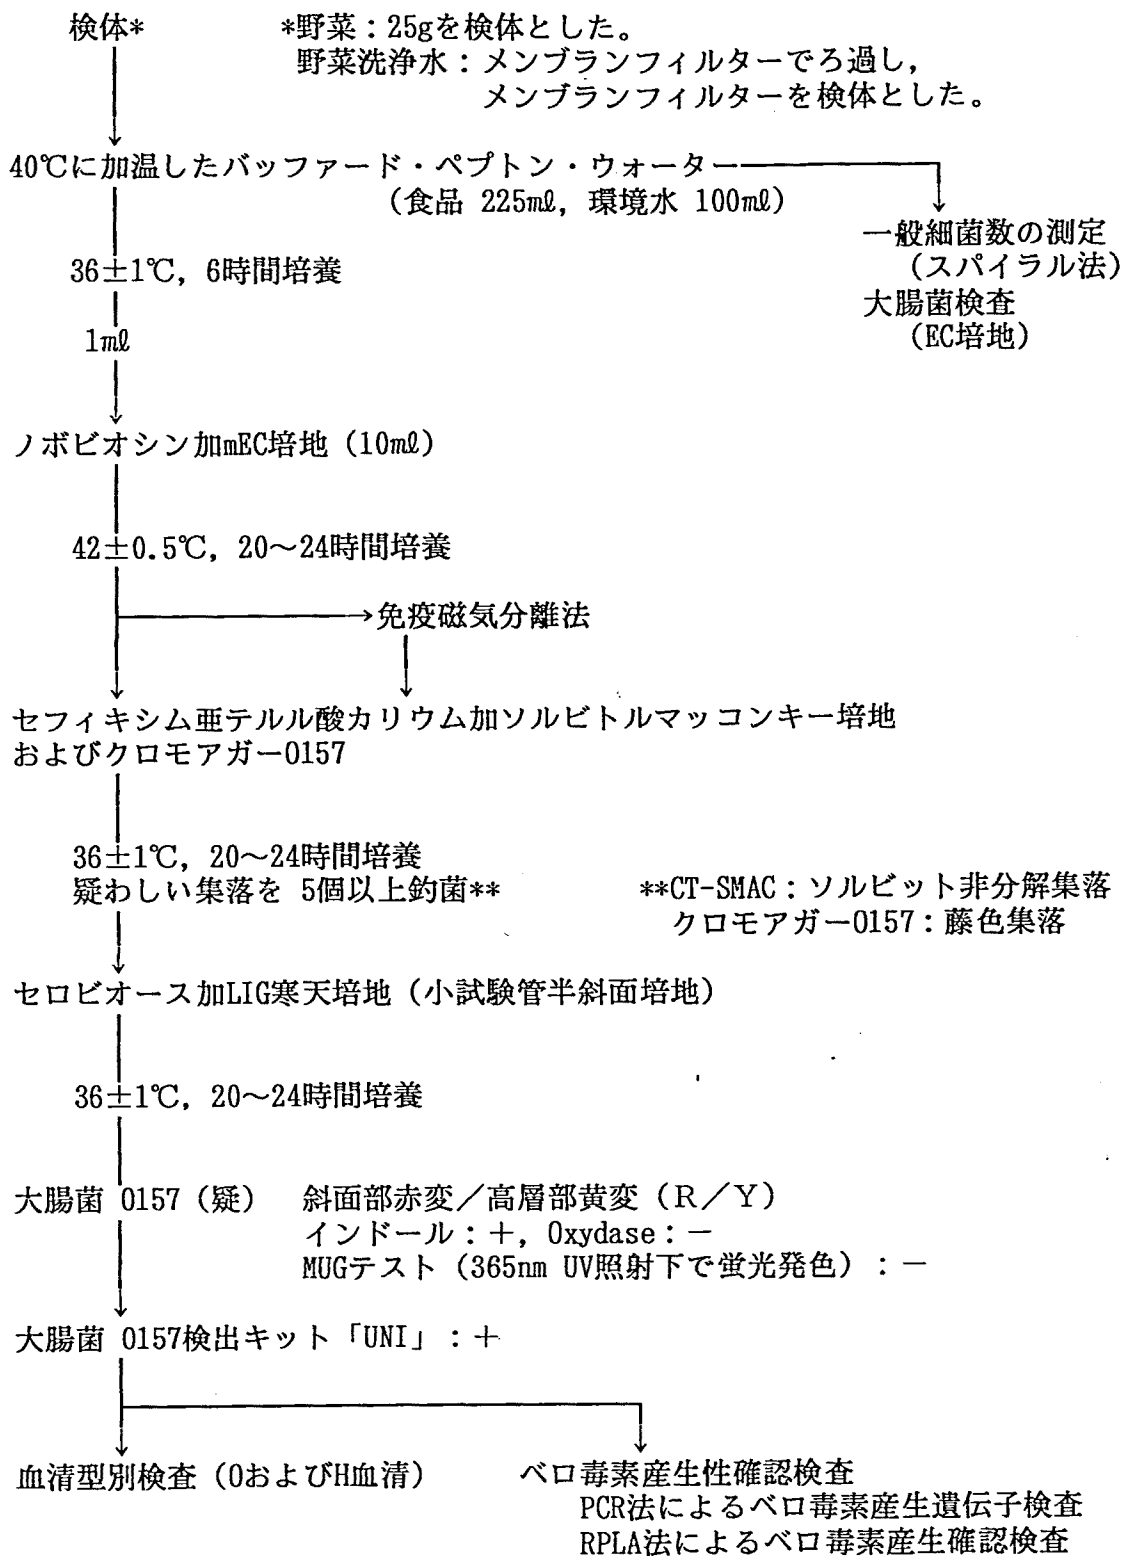 検体*
*野菜：25gを検体とした。
野菜洗浄水：メンブランフィルターでろ過し，
メンブランフィルターを検体とした。
40℃に加温したバッファード・ペプトン・ウォーター
(食品 225mℓ, 環境水 100mℓ)
一般細菌数の測定
(スパイラル法)
大腸菌検査
(EC培地)
36±1℃, 6時間培養
1mℓ
ノボビオシン加mEC培地 (10mℓ)
42±0.5℃, 20～24時間培養
免疫磁気分離法
セフィキシム亜テルル酸カリウム加ソルビトルマッコンキー培地
およびクロモアガーO157
36±1℃, 20～24時間培養
疑わしい集落を 5個以上釣菌**
**CT-SMAC：ソルビット非分解集落
クロモアガーO157：藤色集落
セロビオース加LIG寒天培地 (小試験管半斜面培地)
36±1℃, 20～24時間培養
大腸菌 O157 (疑)
斜面部赤変／高層部黄変 (R／Y)
インドール：＋, Oxydase：－
MUGテスト (365nm UV照射下で蛍光発色) ：－
大腸菌 O157検出キット「UNI」：＋
血清型別検査 (OおよびH血清)
ベロ毒素産生性確認検査
PCR法によるベロ毒素産生遺伝子検査
RPLA法によるベロ毒素産生確認検査